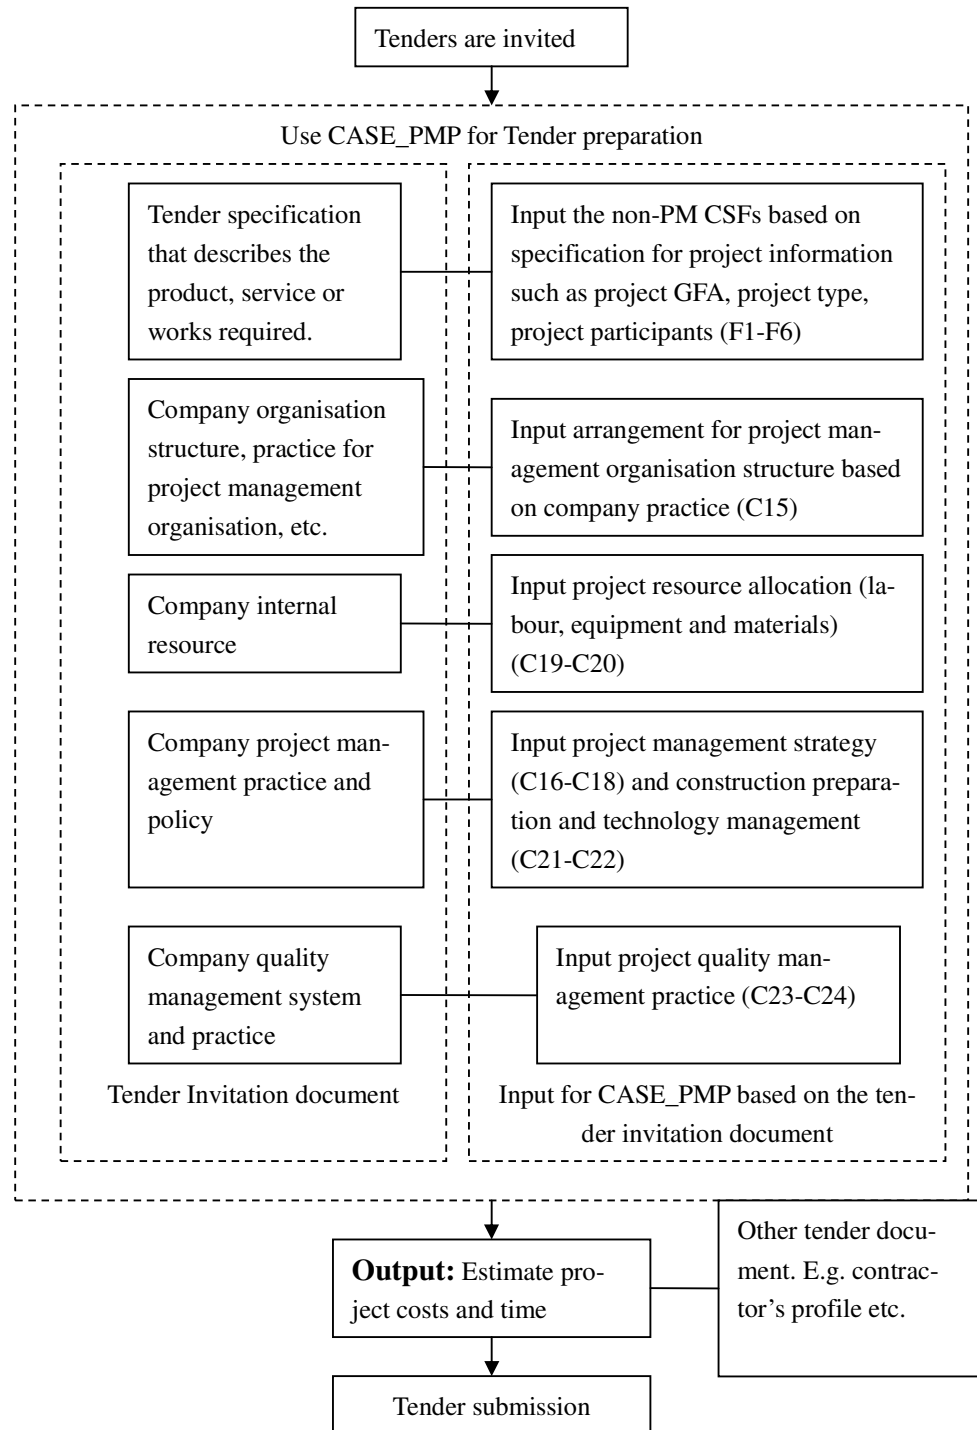 Tenders are invited
Use CASE_PMP for Tender preparation
Tender specification
that describes the
product, service or
works required.
Input the non-PM CSFs based on
specification for project information
such as project GFA, project type,
project participants (F1-F6)
Company organisation
structure, practice for
project management
organisation, etc.
Input arrangement for project man-
agement organisation structure based
on company practice (C15)
Company internal
resource
Input project resource allocation (la-
bour, equipment and materials)
(C19-C20)
Company project man-
agement practice and
policy
Input project management strategy
(C16-C18) and construction prepara-
tion and technology management
(C21-C22)
Company quality
management system
and practice
Input project quality man-
agement practice (C23-C24)
Tender Invitation document
Input for CASE_PMP based on the ten-
der invitation document
Output: Estimate pro-
ject costs and time
Other tender docu-
ment. E.g. contrac-
tor's profile etc.
Tender submission